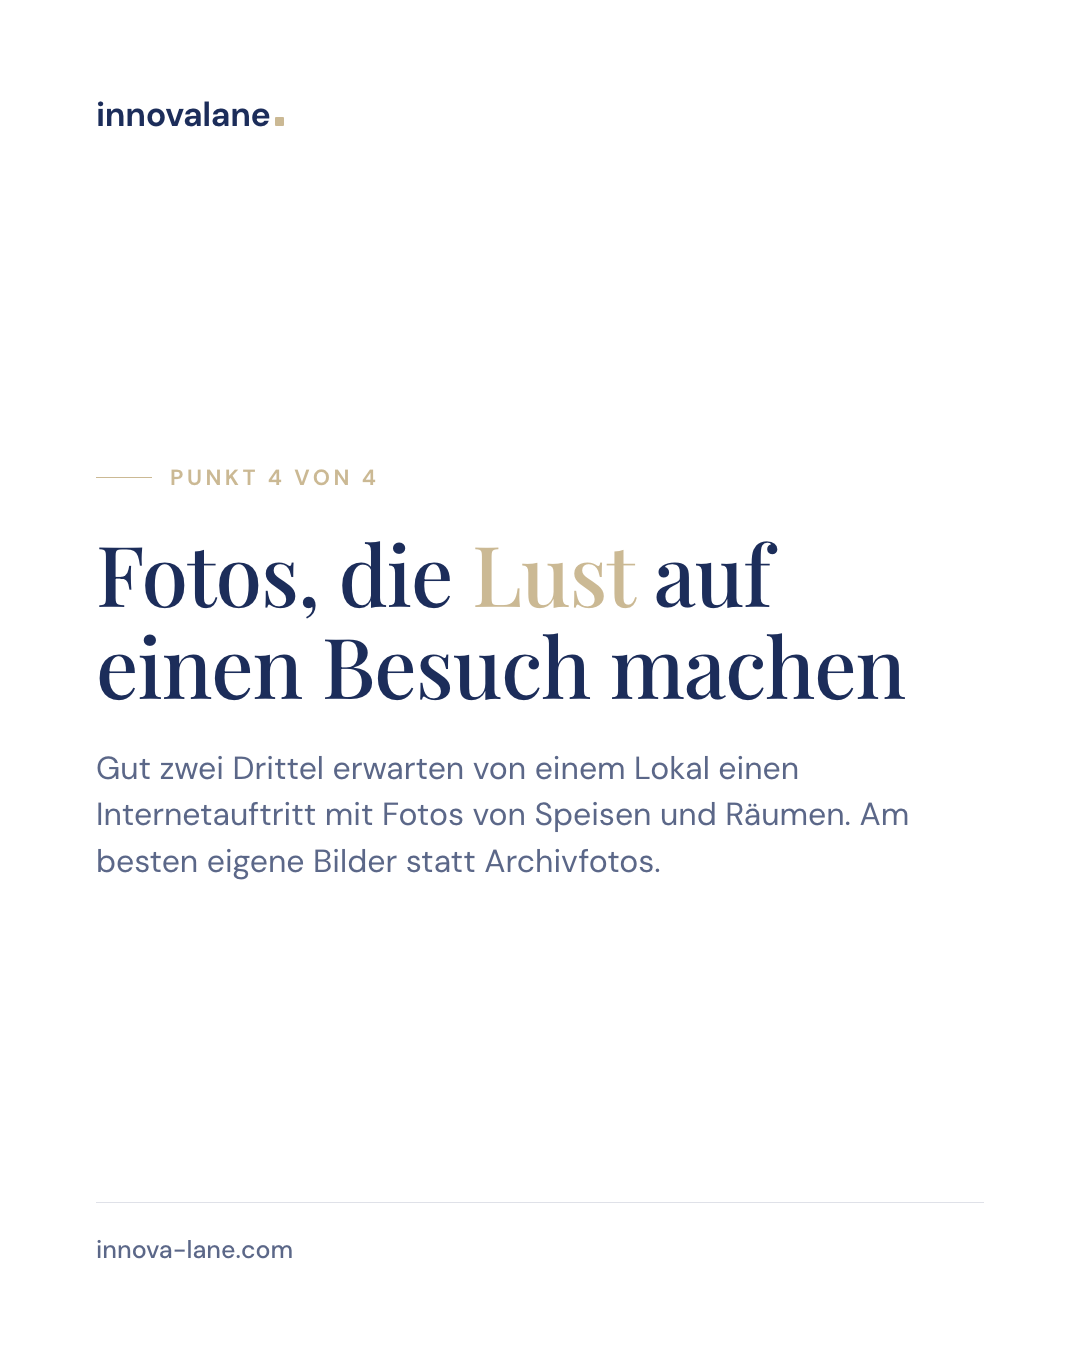 innovalane
PUNKT 4 VON 4
Fotos, die Lust auf
einen Besuch machen
Gut zwei Drittel erwarten von einem Lokal einen
Internetauftritt mit Fotos von Speisen und Räumen. Am
besten eigene Bilder statt Archivfotos.
innova-lane.com